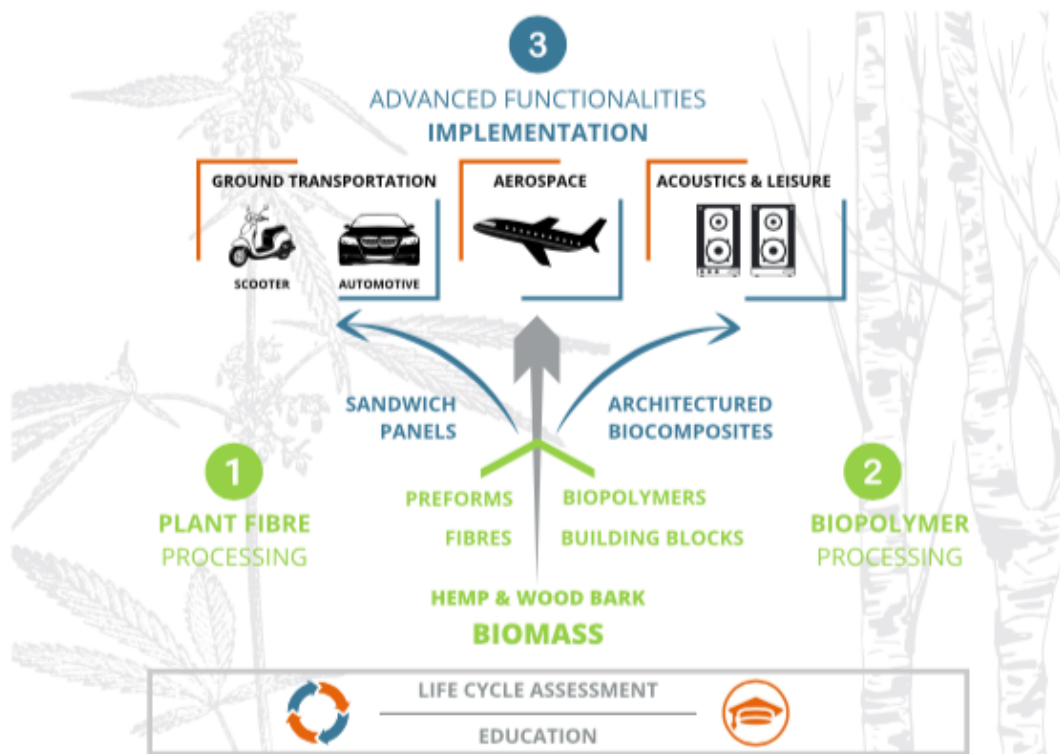 3
ADVANCED FUNCTIONALITIES
IMPLEMENTATION
GROUND TRANSPORTATION
SCOOTER
AUTOMOTIVE
AEROSPACE
ACOUSTICS & LEISURE
SANDWICH
PANELS
ARCHITECTURED
BIOCOMPOSITES
1
PLANT FIBRE
PROCESSING
PREFORMS
FIBRES
BIOPOLYMERS
BUILDING BLOCKS
2
BIOPOLYMER
PROCESSING
HEMP & WOOD BARK
BIOMASS
LIFE CYCLE ASSESSMENT
EDUCATION